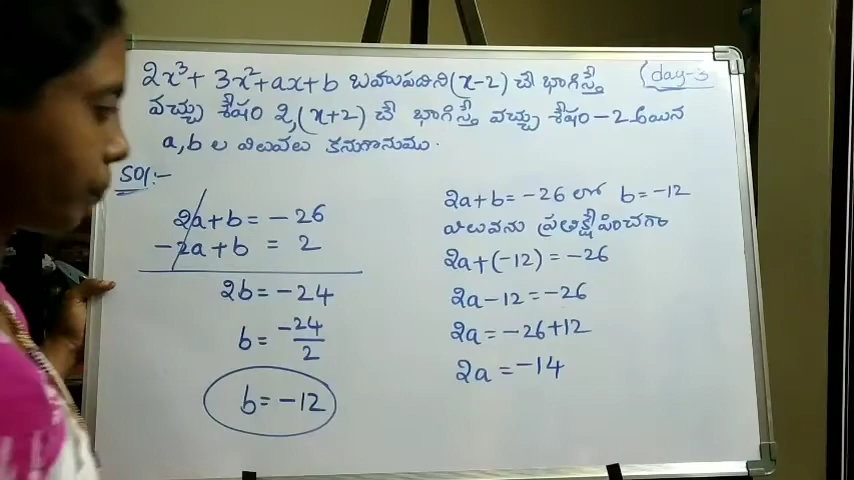 2x³ + 3x² + ax + b బహుపదిని (x-2) చే భాగిస్తే
(day-3
వచ్చు శేషం 2, (x+2) చే భాగిస్తే వచ్చు శేషం -2 అయిన
a, b ల విలువలు కనుగొనుము.
Sol:-
2a+b = -26
-2a+b = 2
2b = -24
b = -24/2
b = -12
2a+b = -26 లో b = -12
విలువను ప్రతిక్షేపించగా
2a+(-12) = -26
2a-12 = -26
2a = -26+12
2a = -14